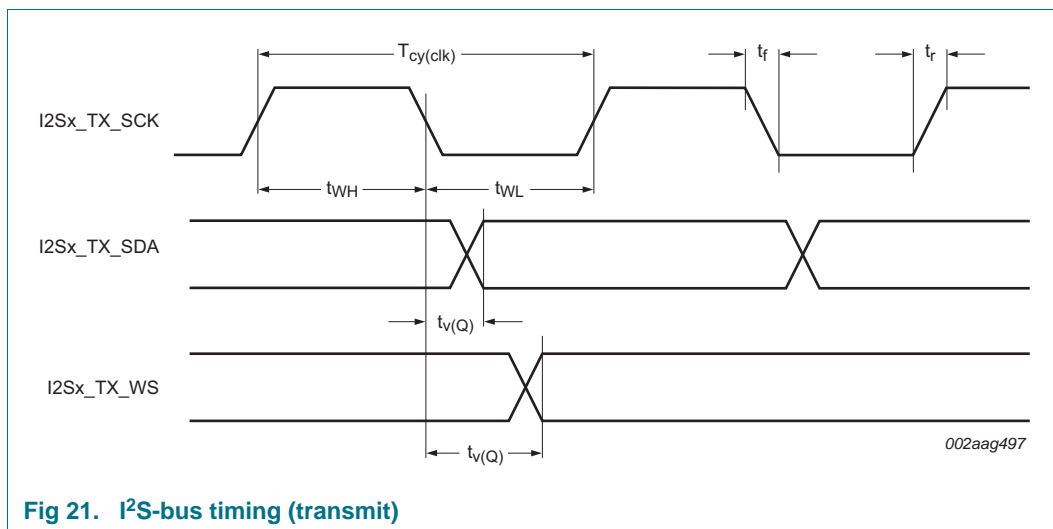 T_cy(clk) t_f t_r
I2Sx_TX_SCK
t_WH t_WL
I2Sx_TX_SDA
t_v(Q)
I2Sx_TX_WS
t_v(Q)
002aag497
Fig 21. I²S-bus timing (transmit)